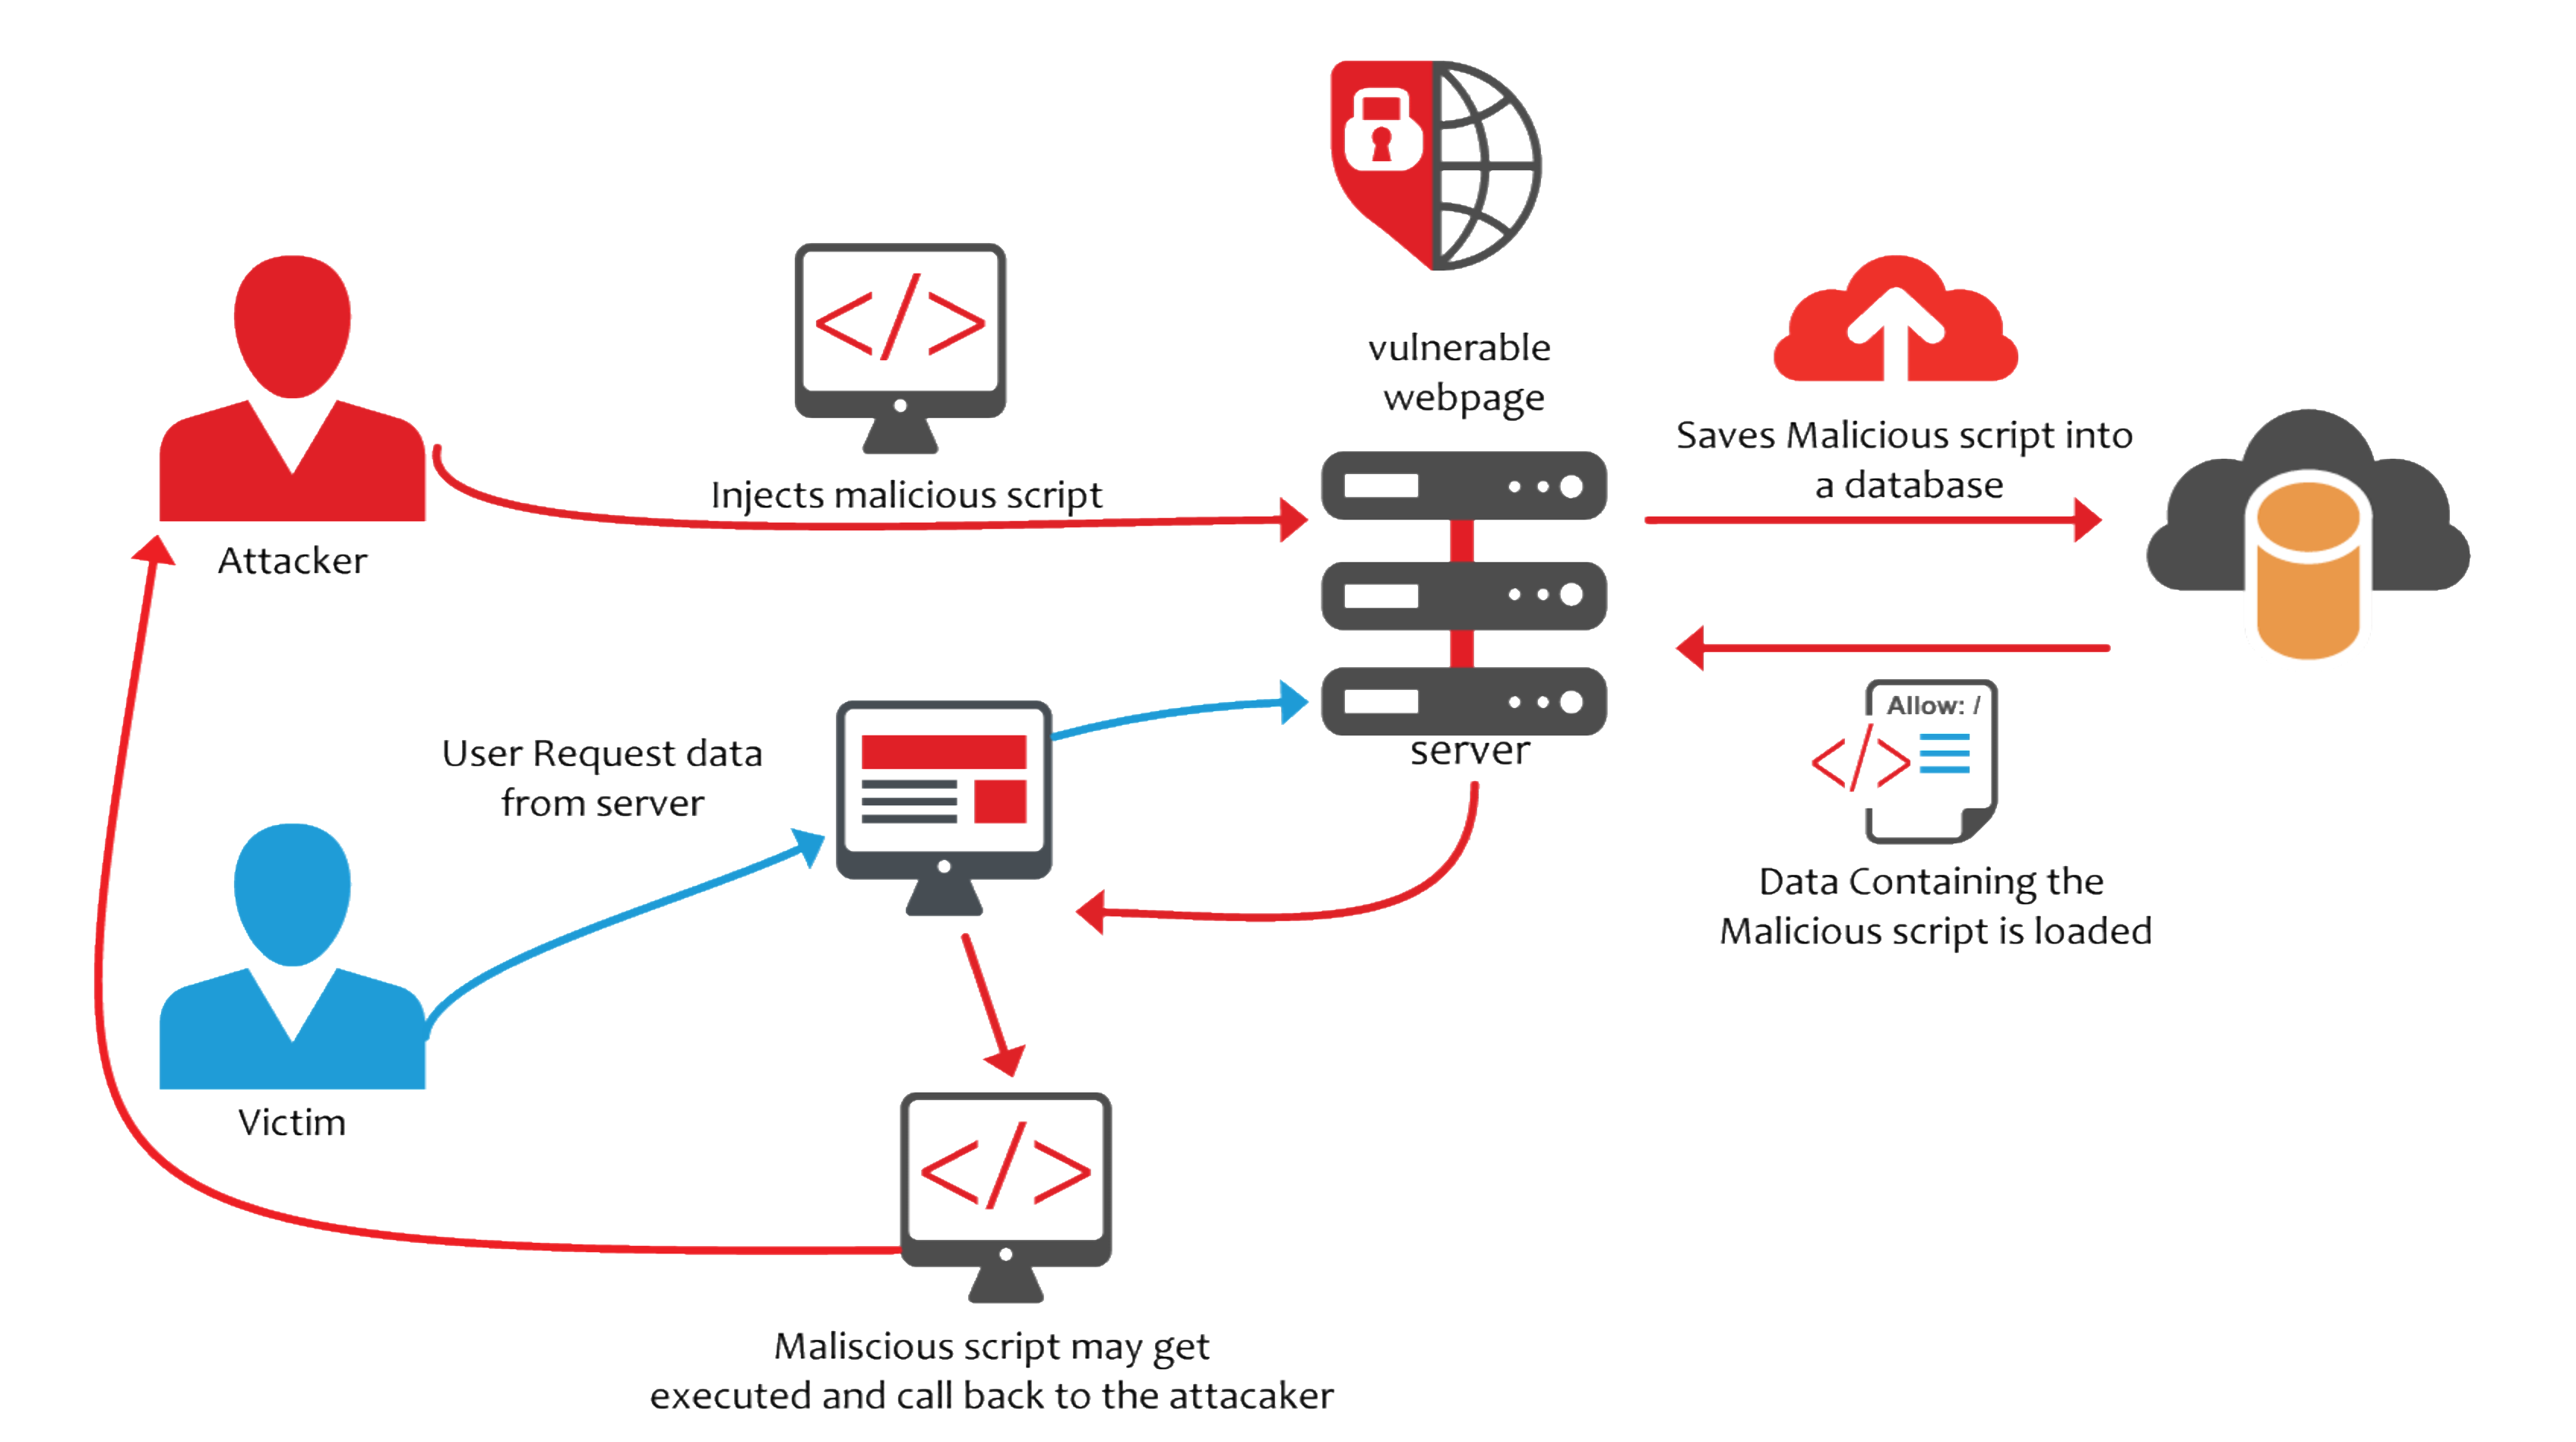 vulnerable
webpage
Saves Malicious script into
a database
Injects malicious script
Attacker
Allow: /
User Request data
from server
server
Data Containing the
Malicious script is loaded
Victim
Maliscious script may get
executed and call back to the attacaker